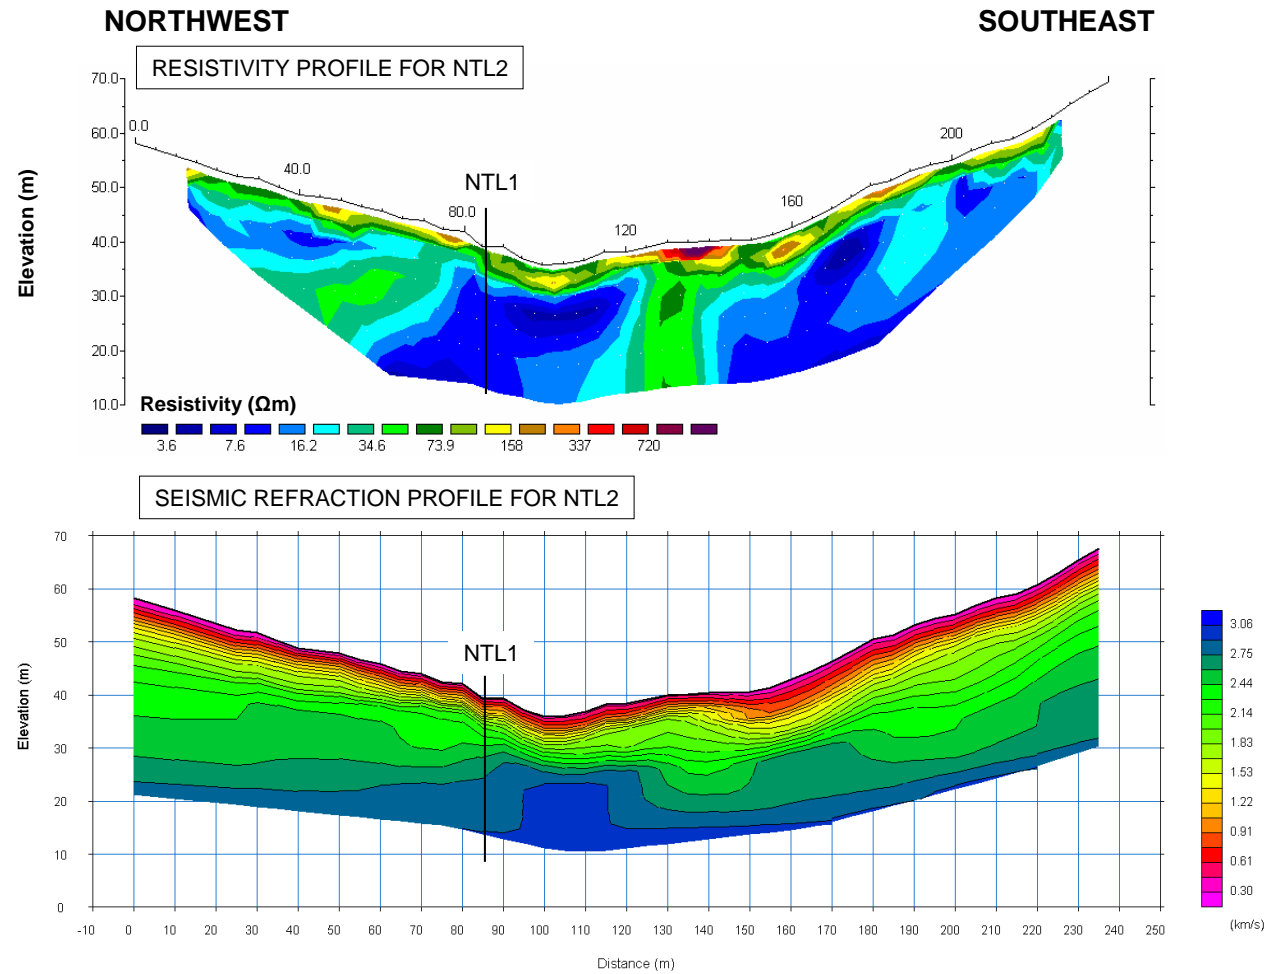 NORTHWEST
SOUTHEAST
RESISTIVITY PROFILE FOR NTL2
Elevation (m)
70.0
60.0
50.0
40.0
30.0
20.0
10.0
0.0
40.0
80.0
NTL1
120
160
200
Resistivity (Ωm)
3.6 7.6 16.2 34.6 73.9 158 337 720
SEISMIC REFRACTION PROFILE FOR NTL2
Elevation (m)
70
60
50
40
30
20
10
0
NTL1
-10 0 10 20 30 40 50 60 70 80 90 100 110 120 130 140 150 160 170 180 190 200 210 220 230 240 250
Distance (m)
3.06
2.75
2.44
2.14
1.83
1.53
1.22
0.91
0.61
0.30
(km/s)